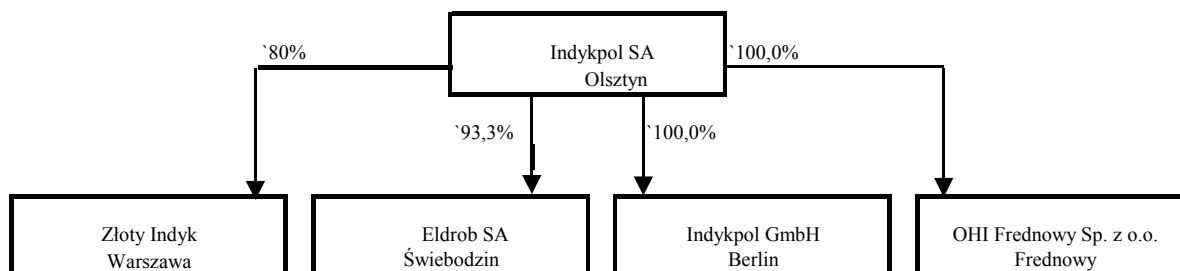 Indykpol SA
Olsztyn
`80%
`100,0%
`93,3%
`100,0%
Złoty Indyk
Warszawa
Eldrob SA
Świebodzin
Indykpol GmbH
Berlin
OHI Frednowy Sp. z o.o.
Frednowy